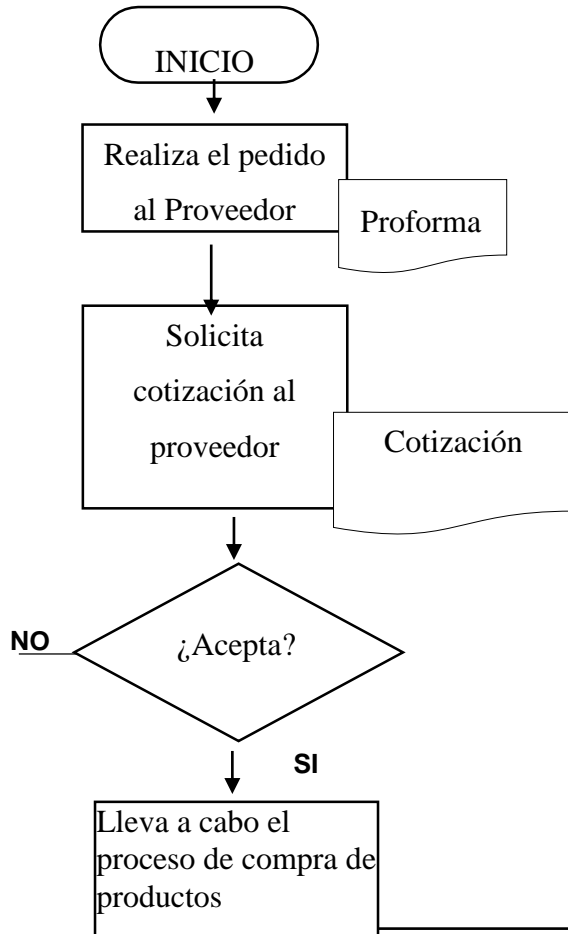 INICIO
Realiza el pedido
al Proveedor
Proforma
Solicita
cotización al
proveedor
Cotización
NO
¿Acepta?
SI
Lleva a cabo el
proceso de compra de
productos